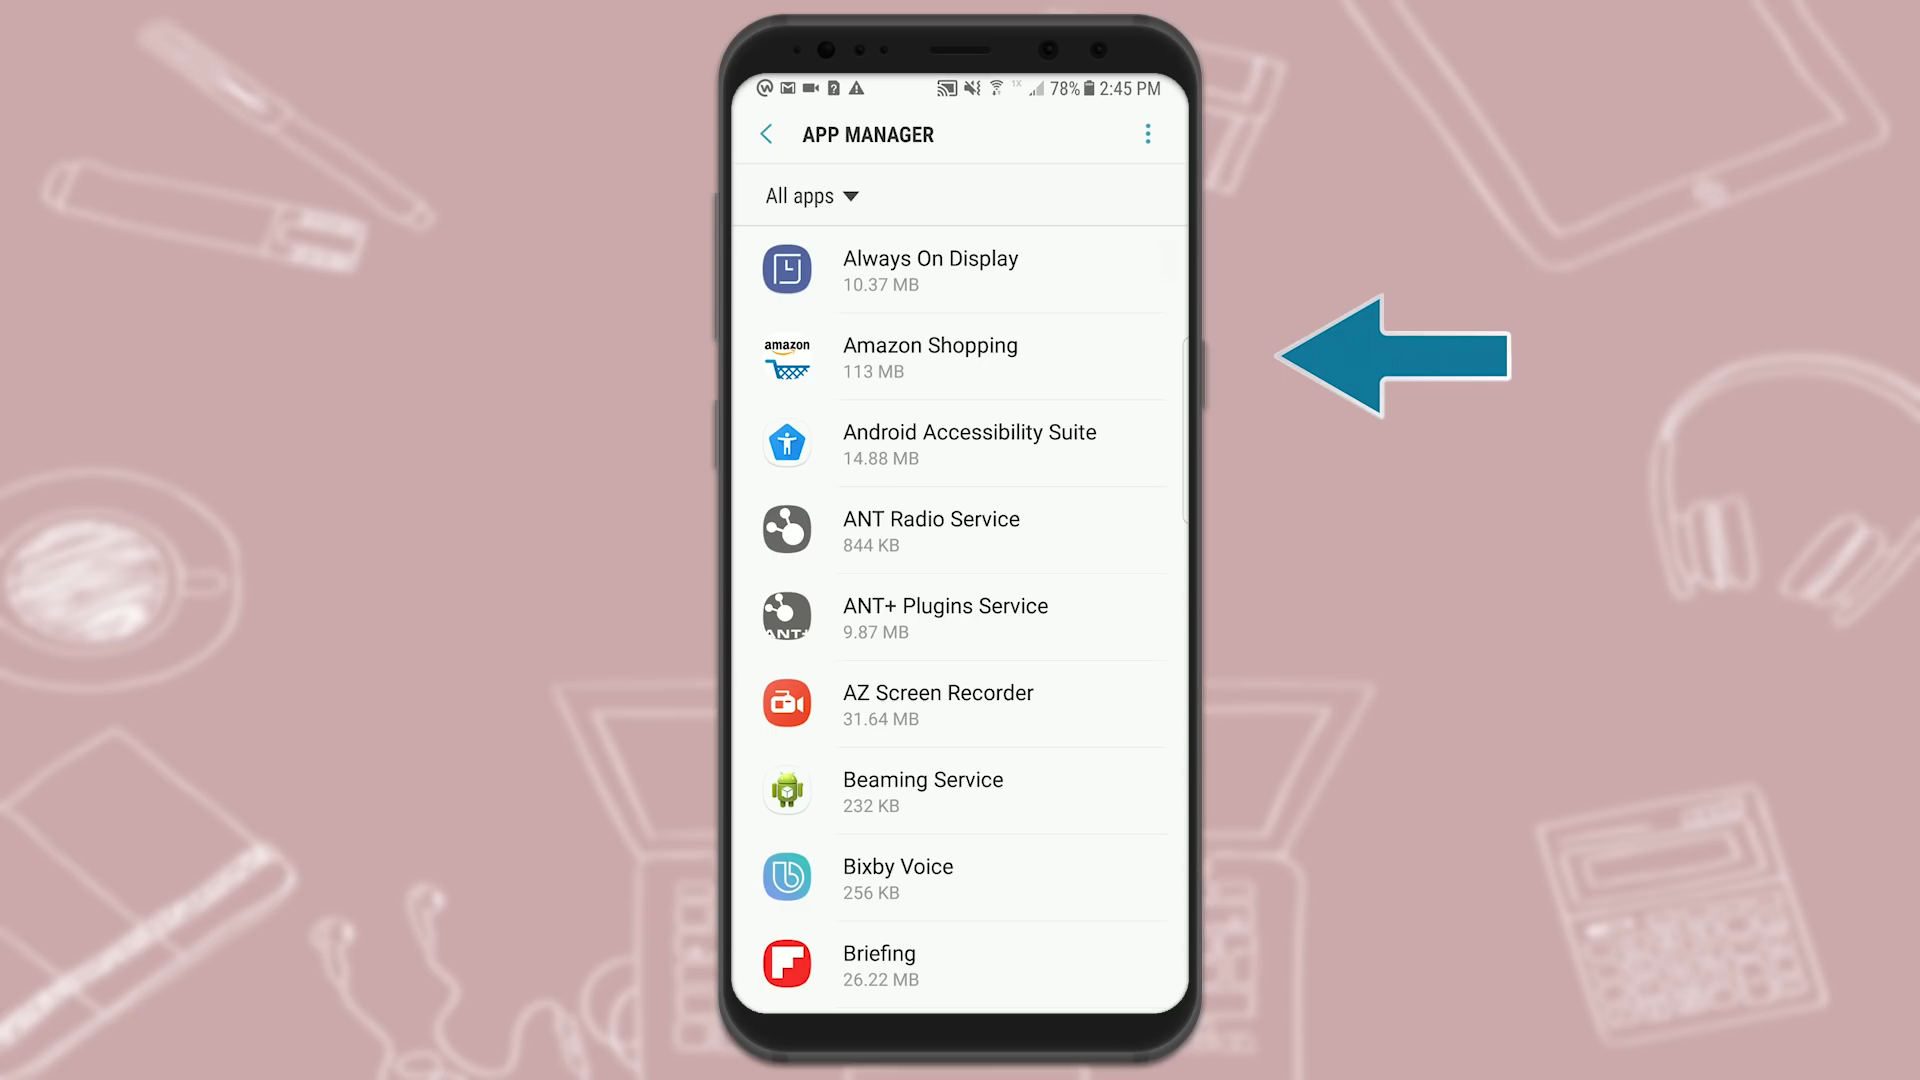 1X 78% 2:45 PM
APP MANAGER
All apps
Always On Display
10.37 MB
amazon
Amazon Shopping
113 MB
Android Accessibility Suite
14.88 MB
ANT Radio Service
844 KB
ANT+
ANT+ Plugins Service
9.87 MB
AZ Screen Recorder
31.64 MB
Beaming Service
232 KB
Bixby Voice
256 KB
Briefing
26.22 MB